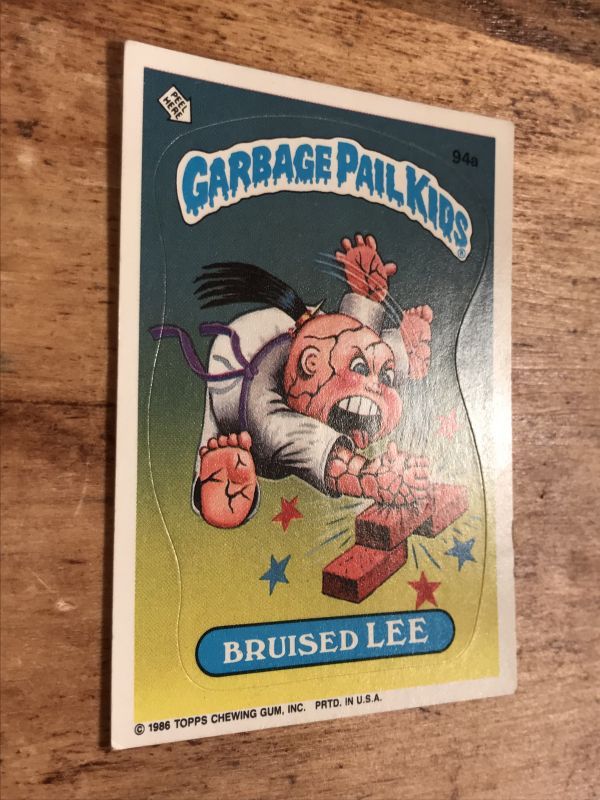 PEEL HERE
94a
GARBAGE PAIL KIDS®
BRUISED LEE
© 1986 TOPPS CHEWING GUM, INC. PRTD. IN U.S.A.